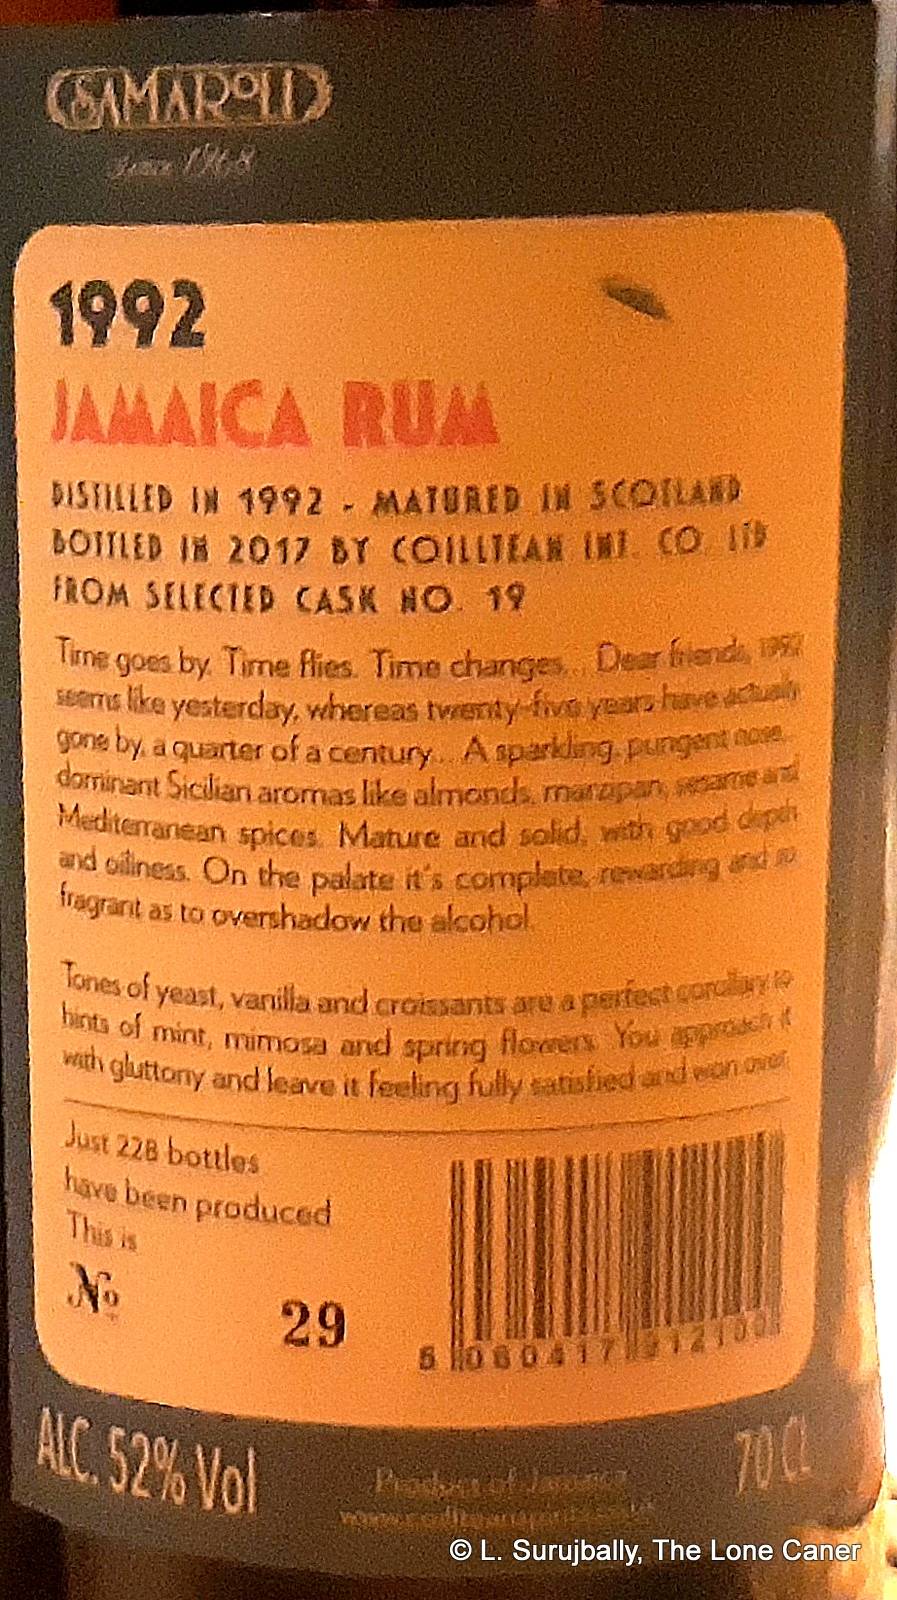 SAMAROLI
Since 1968
1992
JAMAICA RUM
DISTILLED IN 1992 - MATURED IN SCOTLAND
BOTTLED IN 2017 BY COILLTEAN INT. CO. LTD
FROM SELECTED CASK NO. 19
Time goes by. Time flies. Time changes... Dear friends, 1992
seems like yesterday, whereas twenty-five years have actually
gone by, a quarter of a century... A sparkling, pungent nose,
dominant Sicilian aromas like almonds, marzipan, sesame and
Mediterranean spices. Mature and solid, with good depth
and oiliness. On the palate it's complete, rewarding and so
fragrant as to overshadow the alcohol.
Tones of yeast, vanilla and croissants are a perfect corollary to
hints of mint, mimosa and spring flowers. You approach it
with gluttony and leave it feeling fully satisfied and won over.
Just 228 bottles
have been produced
This is
No 29
5 060417 912100
ALC. 52% Vol
70 CL
Product of Jamaica
© L. Surujbally, The Lone Caner